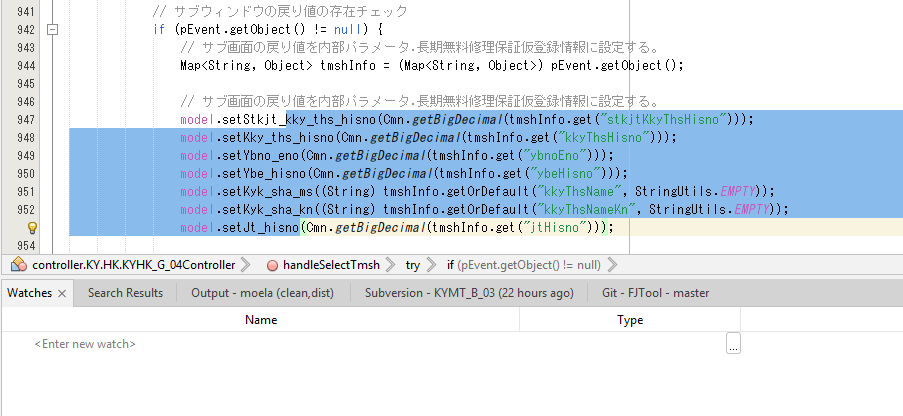 941 // サブウィンドウの戻り値の存在チェック
942 if (pEvent.getObject() != null) {
943 // サブ画面の戻り値を内部パラメータ.長期無料修理保証仮登録情報に設定する。
944 Map<String, Object> tmshInfo = (Map<String, Object>) pEvent.getObject();
945
946 // サブ画面の戻り値を内部パラメータ.長期無料修理保証仮登録情報に設定する。
947 model.setStkjt_kky_ths_hisno(Cmn.getBigDecimal(tmshInfo.get("stkjtKkyThsHisno")));
948 model.setKky_ths_hisno(Cmn.getBigDecimal(tmshInfo.get("kkyThsHisno")));
949 model.setYbno_eno(Cmn.getBigDecimal(tmshInfo.get("ybnoEno")));
950 model.setYbe_hisno(Cmn.getBigDecimal(tmshInfo.get("ybeHisno")));
951 model.setKyk_sha_ms((String) tmshInfo.getOrDefault("kkyThsName", StringUtils.EMPTY));
952 model.setKyk_sha_kn((String) tmshInfo.getOrDefault("kkyThsNameKn", StringUtils.EMPTY));
model.setJt_hisno(Cmn.getBigDecimal(tmshInfo.get("jtHisno")));
954
controller.KY.HK.KYHK_G_04Controller handleSelectTmsh try if (pEvent.getObject() != null)
Watches × Search Results Output - moela (clean,dist) Subversion - KYMT_B_03 (22 hours ago) Git - FJTool - master
Name Type
<Enter new watch> ...